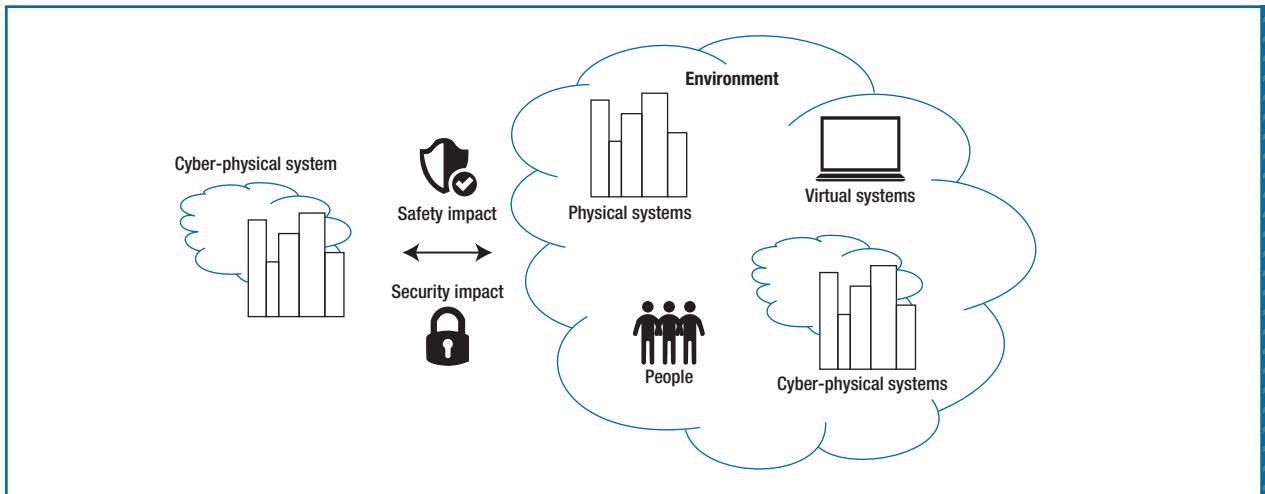 Cyber-physical system
Safety impact
Security impact
Environment
Physical systems
Virtual systems
People
Cyber-physical systems